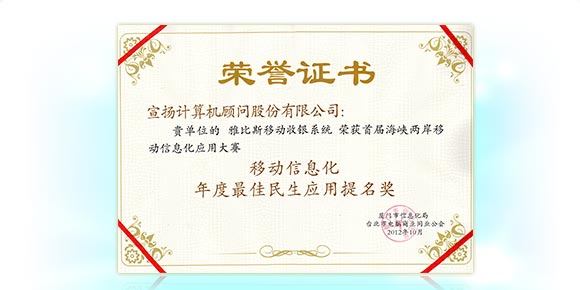 荣誉证书
宣扬计算机顾问股份有限公司：
贵单位的 雅比斯移动收银系统 荣获首届海峡两岸移
动信息化应用大赛
移动信息化
年度最佳民生应用提名奖
厦门市信息化局
台北市电脑商业同业公会
2012年10月